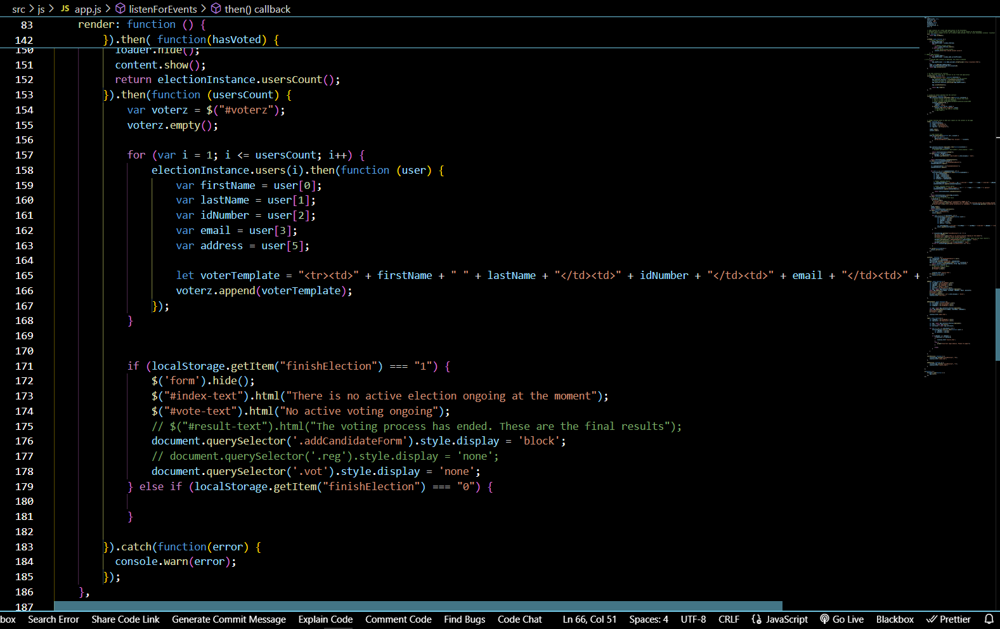 src > js > JS app.js > listenForEvents > then() callback
83 render: function () {
142 }).then( function(hasVoted) {
150 loader.hide();
151 content.show();
152 return electionInstance.usersCount();
153 }).then(function (usersCount) {
154 var voterz = $("#voterz");
155 voterz.empty();
156
157 for (var i = 1; i <= usersCount; i++) {
158 electionInstance.users(i).then(function (user) {
159 var firstName = user[0];
160 var lastName = user[1];
161 var idNumber = user[2];
162 var email = user[3];
163 var address = user[5];
164
165 let voterTemplate = "<tr><td>" + firstName + " " + lastName + "</td><td>" + idNumber + "</td><td>" + email + "</td><td>" +
166 voterz.append(voterTemplate);
167 });
168 }
169
170
171 if (localStorage.getItem("finishElection") === "1") {
172 $('form').hide();
173 $("#index-text").html("There is no active election ongoing at the moment");
174 $("#vote-text").html("No active voting ongoing");
175 // $("#result-text").html("The voting process has ended. These are the final results");
176 document.querySelector('.addCandidateForm').style.display = 'block';
177 // document.querySelector('.reg').style.display = 'none';
178 document.querySelector('.vot').style.display = 'none';
179 } else if (localStorage.getItem("finishElection") === "0") {
180
181 }
182
183 }).catch(function(error) {
184 console.warn(error);
185 });
186 },
187
box Search Error Share Code Link Generate Commit Message Explain Code Comment Code Find Bugs Code Chat Ln 66, Col 51 Spaces: 4 UTF-8 CRLF {} JavaScript Go Live Blackbox Prettier